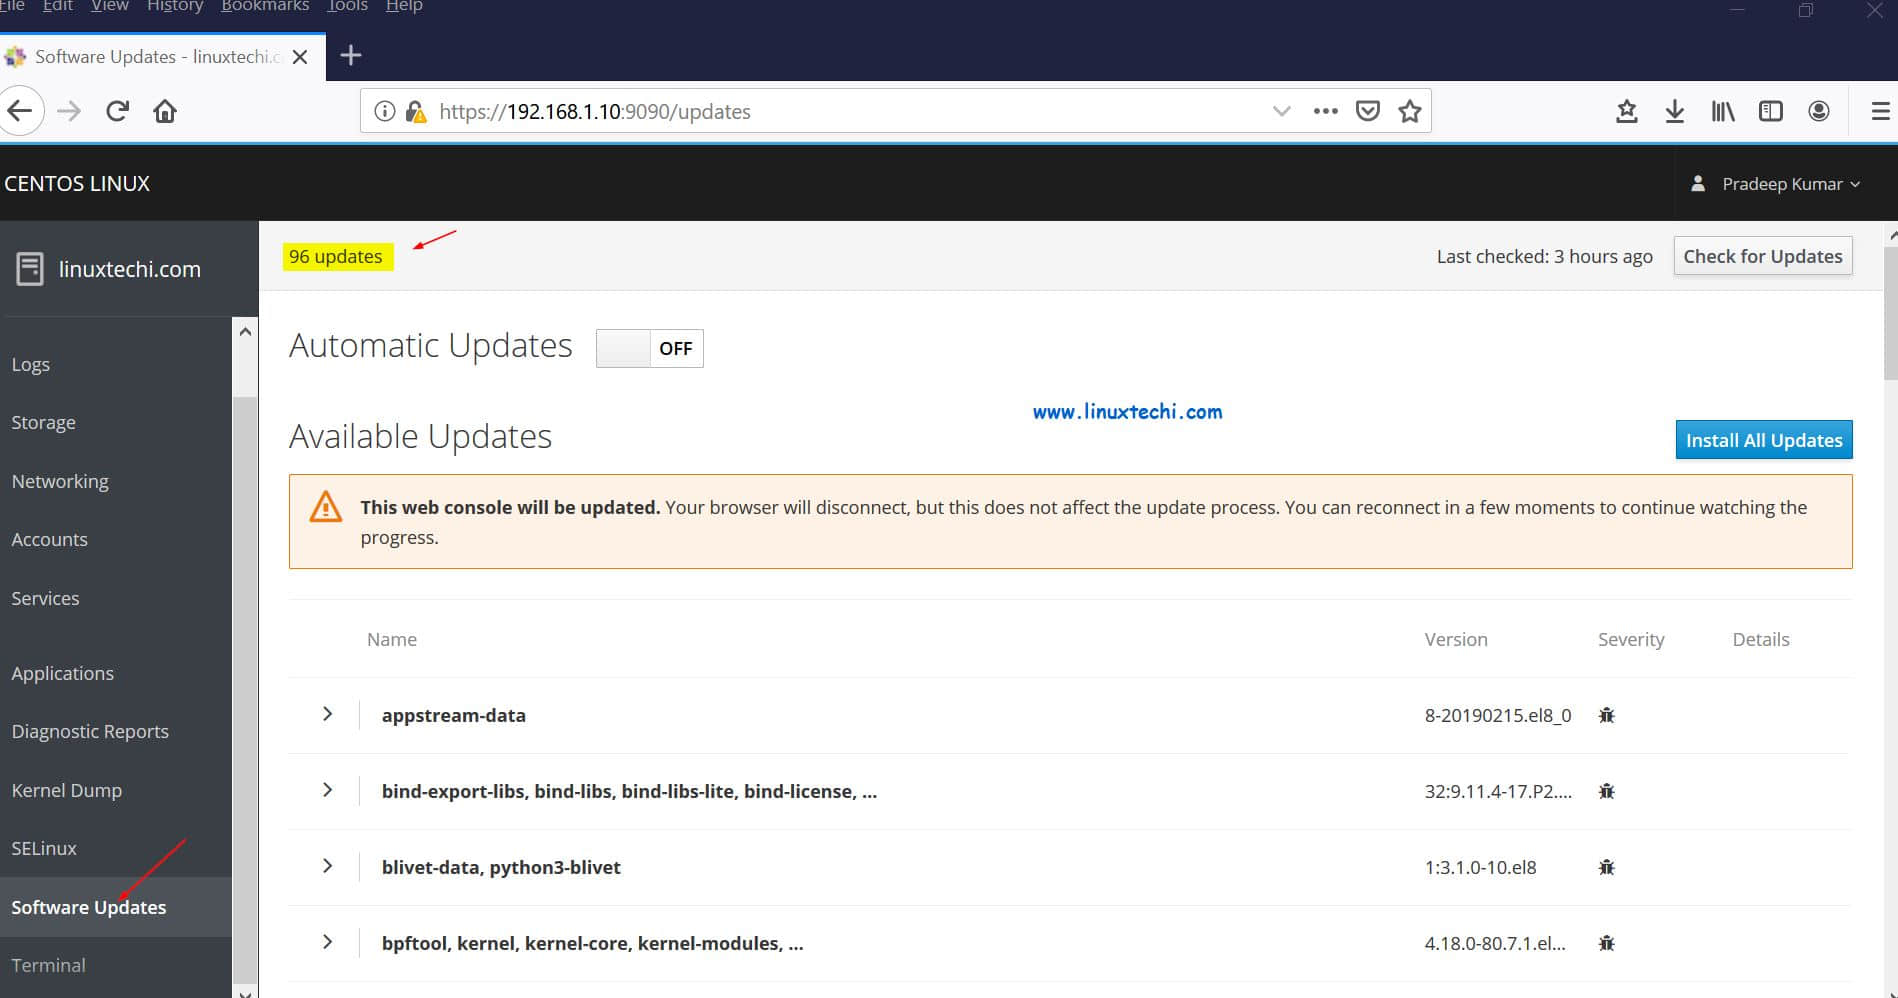 File Edit View History Bookmarks Tools Help
Software Updates - linuxtechi.c
https://192.168.1.10:9090/updates
CENTOS LINUX
Pradeep Kumar
linuxtechi.com
96 updates
Last checked: 3 hours ago
Check for Updates
Logs
Storage
Networking
Accounts
Services
Applications
Diagnostic Reports
Kernel Dump
SELinux
Software Updates
Terminal
Automatic Updates
OFF
www.linuxtechi.com
Available Updates
Install All Updates
This web console will be updated. Your browser will disconnect, but this does not affect the update process. You can reconnect in a few moments to continue watching the
progress.
Name Version Severity Details
appstream-data 8-20190215.el8_0
bind-export-libs, bind-libs, bind-libs-lite, bind-license, ... 32:9.11.4-17.P2....
blivet-data, python3-blivet 1:3.1.0-10.el8
bpftool, kernel, kernel-core, kernel-modules, ... 4.18.0-80.7.1.el...